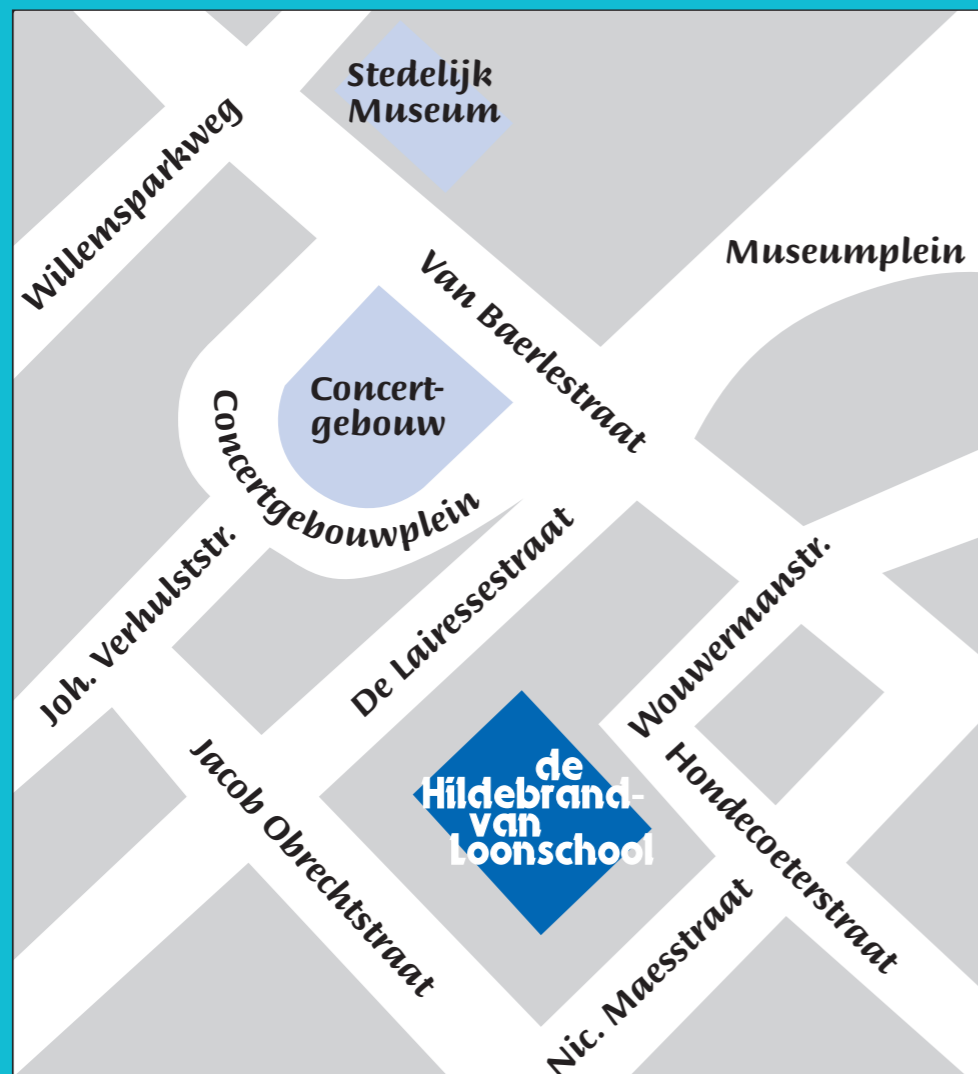 Stedelijk
Museum
Willemsparkweg
Museumplein
Van Baerlestraat
Concert-
gebouw
Concertgebouwplein
Joh. Verhulststr.
De Lairessestraat
Wouwermanstr.
Jacob Obrechtstraat
de
Hildebrand-
van
Loonschool
Hondecoeterstraat
Nic. Maesstraat